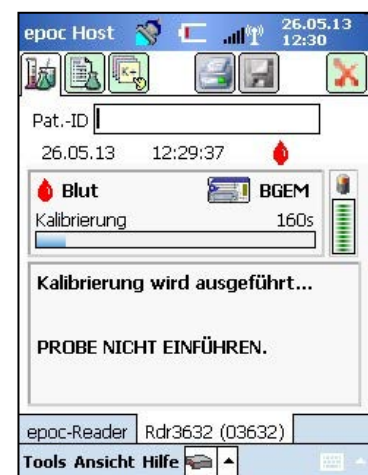 epoc Host 26.05.13 12:30
K+
Pat.-ID
26.05.13 12:29:37
Blut BGEM
Kalibrierung 160s
Kalibrierung wird ausgeführt...
PROBE NICHT EINFÜHREN.
epoc-Reader Rdr3632 (03632)
Tools Ansicht Hilfe